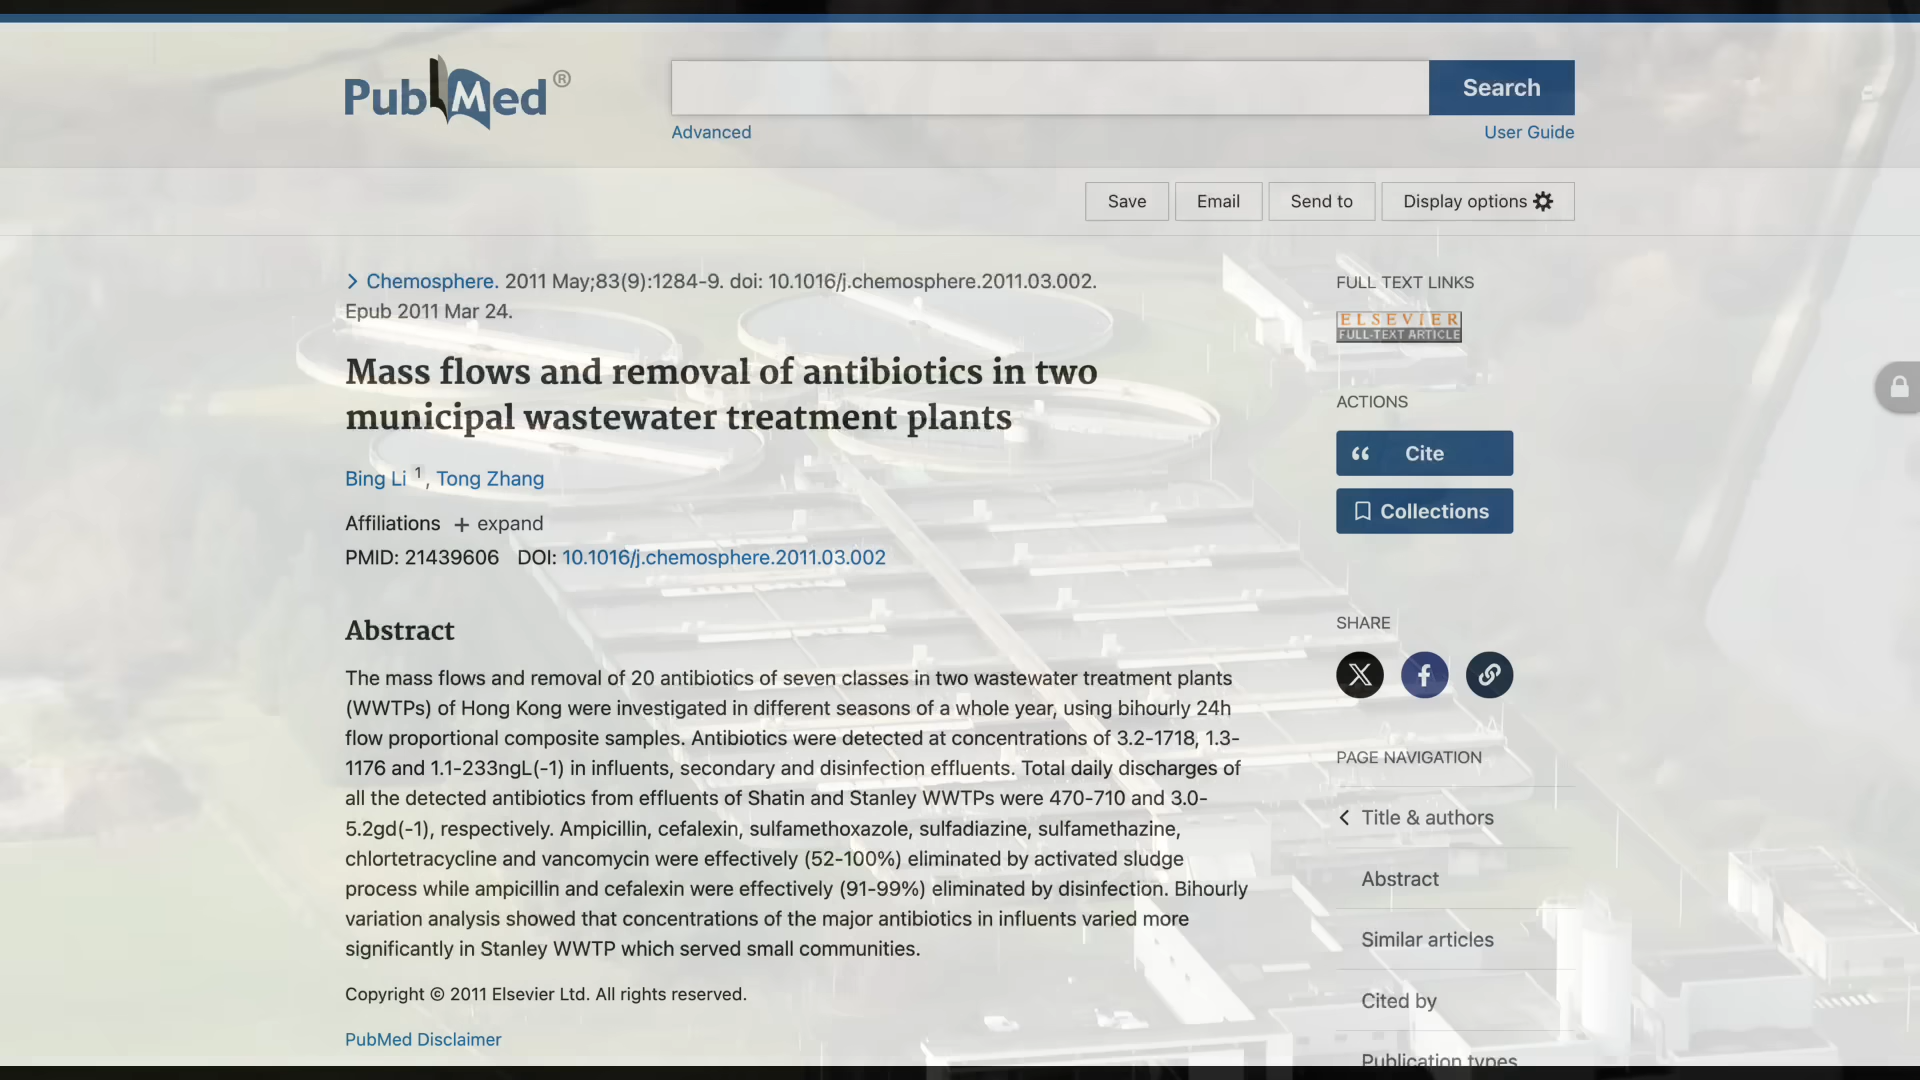 PubMed®
Search
Advanced
User Guide
Save
Email
Send to
Display options
Chemosphere. 2011 May;83(9):1284-9. doi: 10.1016/j.chemosphere.2011.03.002.
Epub 2011 Mar 24.
Mass flows and removal of antibiotics in two
municipal wastewater treatment plants
Bing Li 1, Tong Zhang
Affiliations + expand
PMID: 21439606 DOI: 10.1016/j.chemosphere.2011.03.002
Abstract
The mass flows and removal of 20 antibiotics of seven classes in two wastewater treatment plants
(WWTPs) of Hong Kong were investigated in different seasons of a whole year, using bihourly 24h
flow proportional composite samples. Antibiotics were detected at concentrations of 3.2-1718, 1.3-
1176 and 1.1-233ngL(-1) in influents, secondary and disinfection effluents. Total daily discharges of
all the detected antibiotics from effluents of Shatin and Stanley WWTPs were 470-710 and 3.0-
5.2gd(-1), respectively. Ampicillin, cefalexin, sulfamethoxazole, sulfadiazine, sulfamethazine,
chlortetracycline and vancomycin were effectively (52-100%) eliminated by activated sludge
process while ampicillin and cefalexin were effectively (91-99%) eliminated by disinfection. Bihourly
variation analysis showed that concentrations of the major antibiotics in influents varied more
significantly in Stanley WWTP which served small communities.
Copyright © 2011 Elsevier Ltd. All rights reserved.
PubMed Disclaimer
FULL TEXT LINKS
ELSEVIER
FULL-TEXT ARTICLE
ACTIONS
Cite
Collections
SHARE
PAGE NAVIGATION
Title & authors
Abstract
Similar articles
Cited by
Publication types